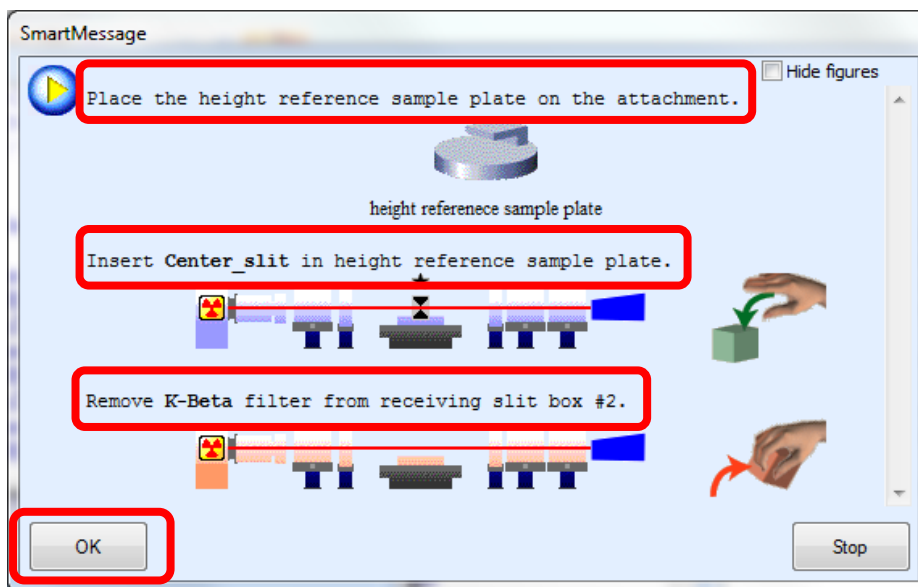 SmartMessage
Hide figures
Place the height reference sample plate on the attachment.
height referenece sample plate
Insert Center_slit in height reference sample plate.
Remove K-Beta filter from receiving slit box #2.
OK
Stop